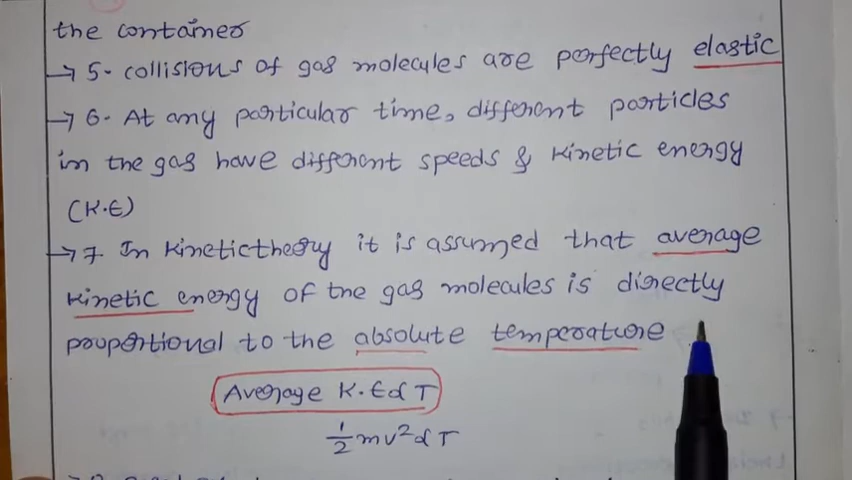 the container
→ 5. collisions of gas molecules are perfectly elastic
→ 6. At any particular time, different particles
in the gas have different speeds & kinetic energy
(K.E)
→ 7. In kinetic theory it is assumed that average
kinetic energy of the gas molecules is directly
proportional to the absolute temperature
Average K.E ∝ T
1/2 mv² ∝ T